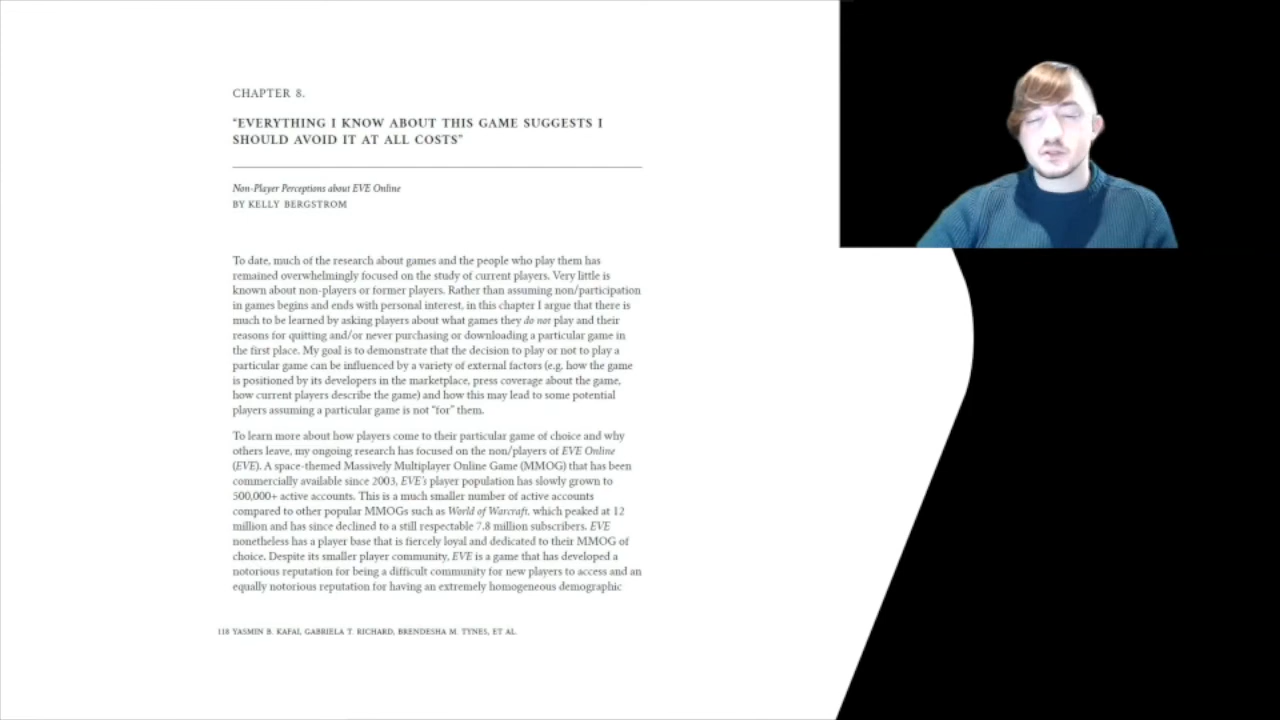 CHAPTER 8.
“EVERYTHING I KNOW ABOUT THIS GAME SUGGESTS I
SHOULD AVOID IT AT ALL COSTS”
Non-Player Perceptions about EVE Online
BY KELLY BERGSTROM
To date, much of the research about games and the people who play them has
remained overwhelmingly focused on the study of current players. Very little is
known about non-players or former players. Rather than assuming non/participation
in games begins and ends with personal interest, in this chapter I argue that there is
much to be learned by asking players about what games they do not play and their
reasons for quitting and/or never purchasing or downloading a particular game in
the first place. My goal is to demonstrate that the decision to play or not to play a
particular game can be influenced by a variety of external factors (e.g. how the game
is positioned by its developers in the marketplace, press coverage about the game,
how current players describe the game) and how this may lead to some potential
players assuming a particular game is not “for” them.
To learn more about how players come to their particular game of choice and why
others leave, my ongoing research has focused on the non/players of EVE Online
(EVE). A space-themed Massively Multiplayer Online Game (MMOG) that has been
commercially available since 2003, EVE’s player population has slowly grown to
500,000+ active accounts. This is a much smaller number of active accounts
compared to other popular MMOGs such as World of Warcraft, which peaked at 12
million and has since declined to a still respectable 7.8 million subscribers. EVE
nonetheless has a player base that is fiercely loyal and dedicated to their MMOG of
choice. Despite its smaller player community, EVE is a game that has developed a
notorious reputation for being a difficult community for new players to access and an
equally notorious reputation for having an extremely homogeneous demographic
118 YASMIN B. KAFAI, GABRIELA T. RICHARD, BRENDESHA M. TYNES, ET AL.